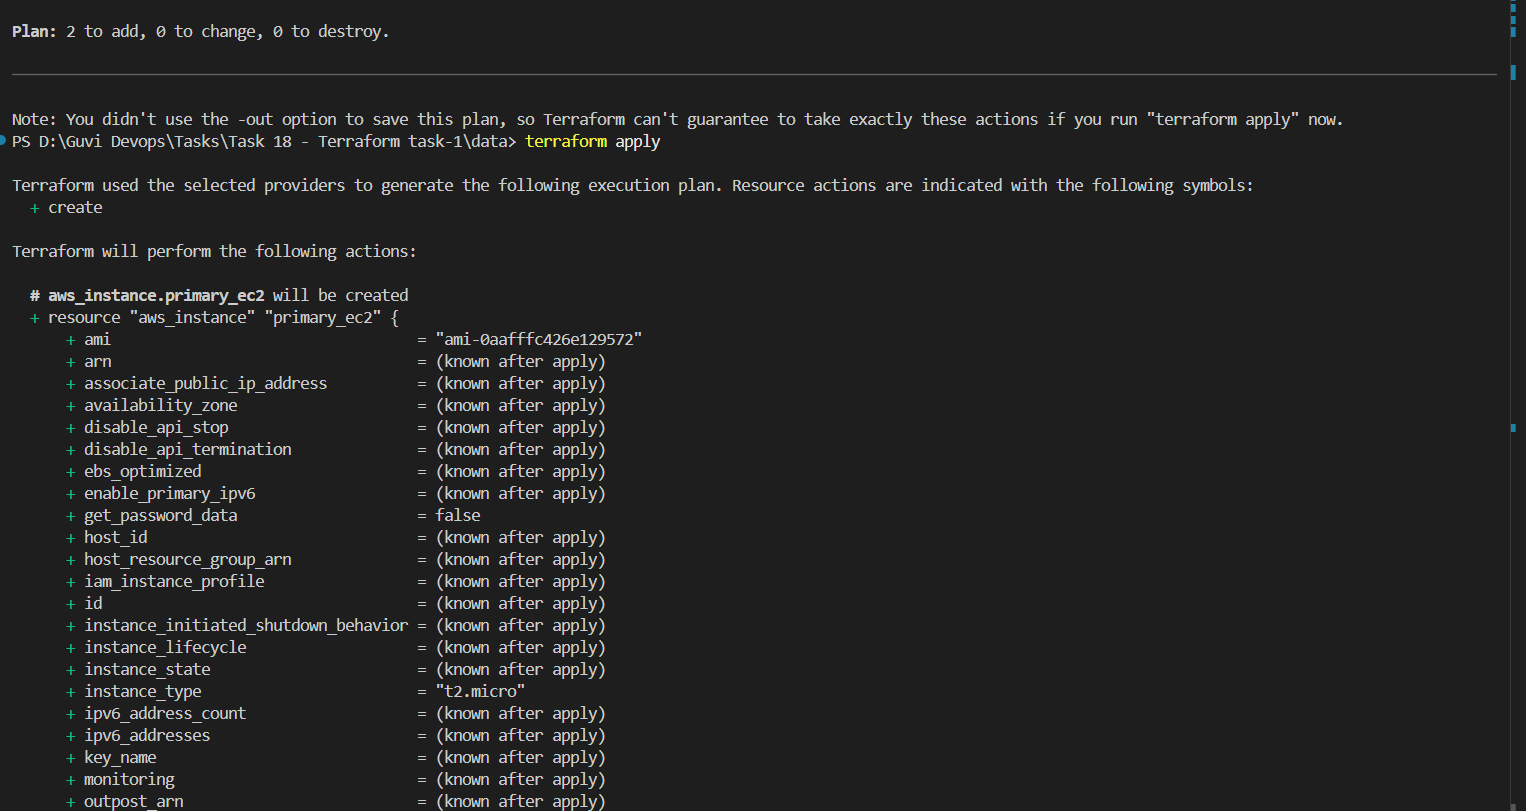 Plan: 2 to add, 0 to change, 0 to destroy.
Note: You didn't use the -out option to save this plan, so Terraform can't guarantee to take exactly these actions if you run "terraform apply" now.
PS D:\Guvi Devops\Tasks\Task 18 - Terraform task-1\data> terraform apply
Terraform used the selected providers to generate the following execution plan. Resource actions are indicated with the following symbols:
+ create
Terraform will perform the following actions:
# aws_instance.primary_ec2 will be created
+ resource "aws_instance" "primary_ec2" {
+ ami = "ami-0aafffc426e129572"
+ arn = (known after apply)
+ associate_public_ip_address = (known after apply)
+ availability_zone = (known after apply)
+ disable_api_stop = (known after apply)
+ disable_api_termination = (known after apply)
+ ebs_optimized = (known after apply)
+ enable_primary_ipv6 = (known after apply)
+ get_password_data = false
+ host_id = (known after apply)
+ host_resource_group_arn = (known after apply)
+ iam_instance_profile = (known after apply)
+ id = (known after apply)
+ instance_initiated_shutdown_behavior = (known after apply)
+ instance_lifecycle = (known after apply)
+ instance_state = (known after apply)
+ instance_type = "t2.micro"
+ ipv6_address_count = (known after apply)
+ ipv6_addresses = (known after apply)
+ key_name = (known after apply)
+ monitoring = (known after apply)
+ outpost_arn = (known after apply)